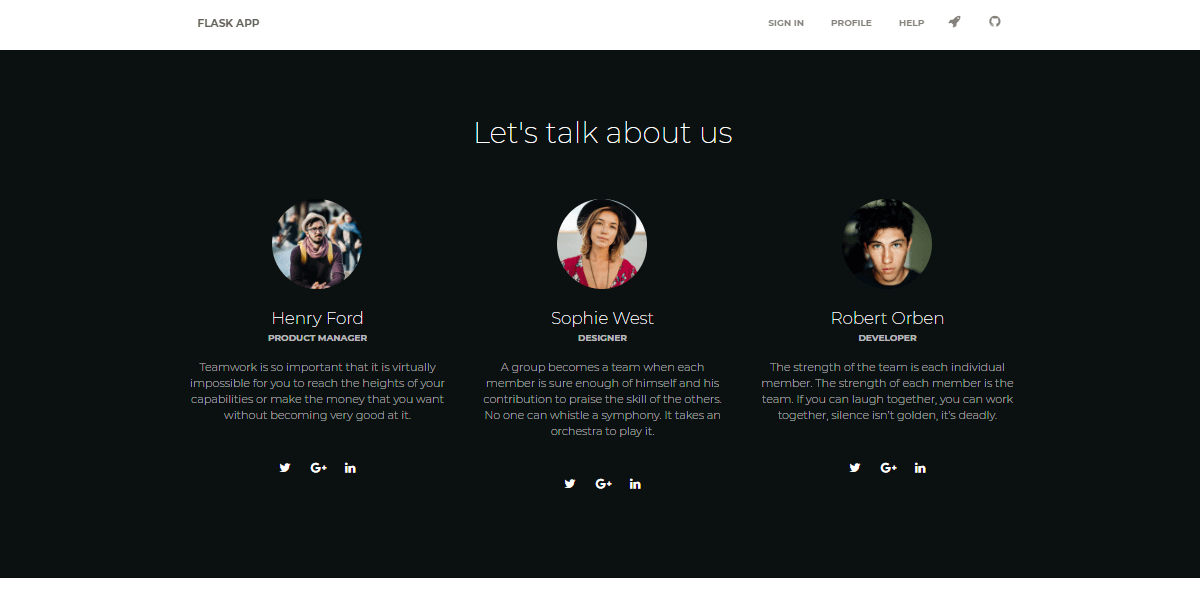 FLASK APP
SIGN IN PROFILE HELP
Let's talk about us
Henry Ford
PRODUCT MANAGER
Teamwork is so important that it is virtually
impossible for you to reach the heights of your
capabilities or make the money that you want
without becoming very good at it.
G+ in
Sophie West
DESIGNER
A group becomes a team when each
member is sure enough of himself and his
contribution to praise the skill of the others.
No one can whistle a symphony. It takes an
orchestra to play it.
G+ in
Robert Orben
DEVELOPER
The strength of the team is each individual
member. The strength of each member is the
team. If you can laugh together, you can work
together, silence isn't golden, it's deadly.
G+ in